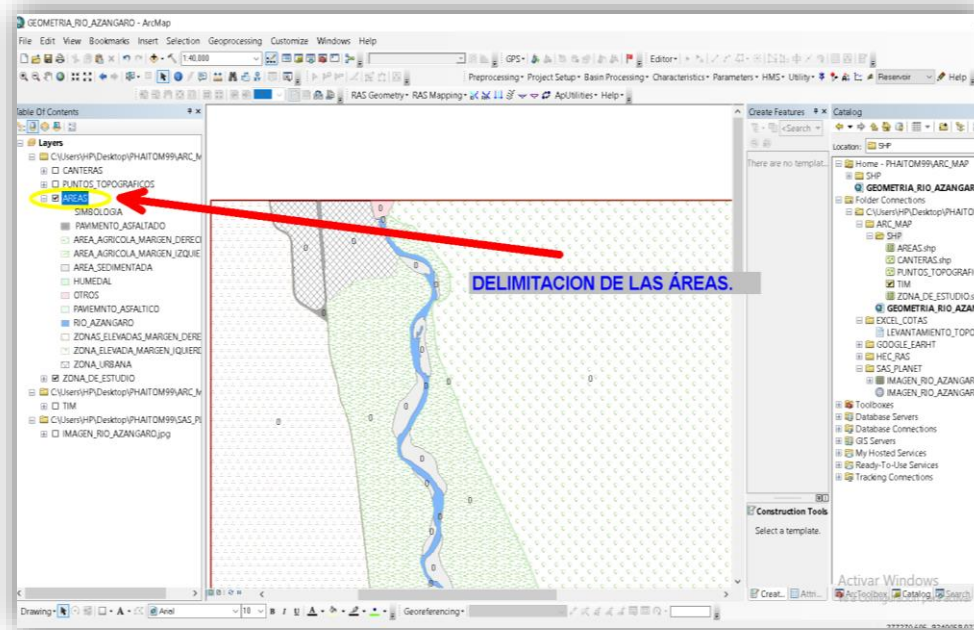 GEOMETRIA_RIO_AZANGARO - ArcMap
File Edit View Bookmarks Insert Selection Geoprocessing Customize Windows Help
1:40,000
GPS
Editor
Preprocessing Project Setup Basin Processing Characteristics Parameters HMS Utility
Reservoir
Help
RAS Geometry RAS Mapping ApUtilities Help
Table Of Contents
Layers
C:\Users\HP\Desktop\PHAITOM99\ARC_M
CANTERAS
PUNTOS_TOPOGRAFICOS
AREAS
SIMBOLOGIA
PAVIMENTO_ASFALTADO
AREA_AGRICOLA_MARGEN_DEREC
AREA_AGRICOLA_MARGEN_IZQUIE
AREA_SEDIMENTADA
HUMEDAL
OTROS
PAVIEMNTO_ASFALTICO
RIO_AZANGARO
ZONAS_ELEVADAS_MARGEN_DERE
ZONA_ELEVADA_MARGEN_IQUIERD
ZONA_URBANA
ZONA_DE_ESTUDIO
C:\Users\HP\Desktop\PHAITOM99\ARC_M
TIM
C:\Users\HP\Desktop\PHAITOM99\SAS_PL
IMAGEN_RIO_AZANGARO.jpg
DELIMITACION DE LAS ÁREAS.
Create Features
<Search
There are no templat
Construction Tools
Select a template.
Creat... Attri...
Catalog
Location: SHP
Home - PHAITOM99\ARC_MAP
SHP
GEOMETRIA_RIO_AZANGAR
Folder Connections
C:\Users\HP\Desktop\PHAITO
ARC_MAP
SHP
AREAS.shp
CANTERAS.shp
PUNTOS_TOPOGRAFI
TIM
ZONA_DE_ESTUDIO.s
GEOMETRIA_RIO_AZAN
EXCEL_COTAS
LEVANTAMIENTO_TOPO
GOOGLE_EARHT
HEC_RAS
SAS_PLANET
IMAGEN_RIO_AZANGAR
IMAGEN_RIO_AZANGAR
Toolboxes
Database Servers
Database Connections
GIS Servers
My Hosted Services
Ready-To-Use Services
Tracking Connections
Activar Windows
ArcToolbox Catalog Search
Drawing
Arial
10
B I U A
Georeferencing